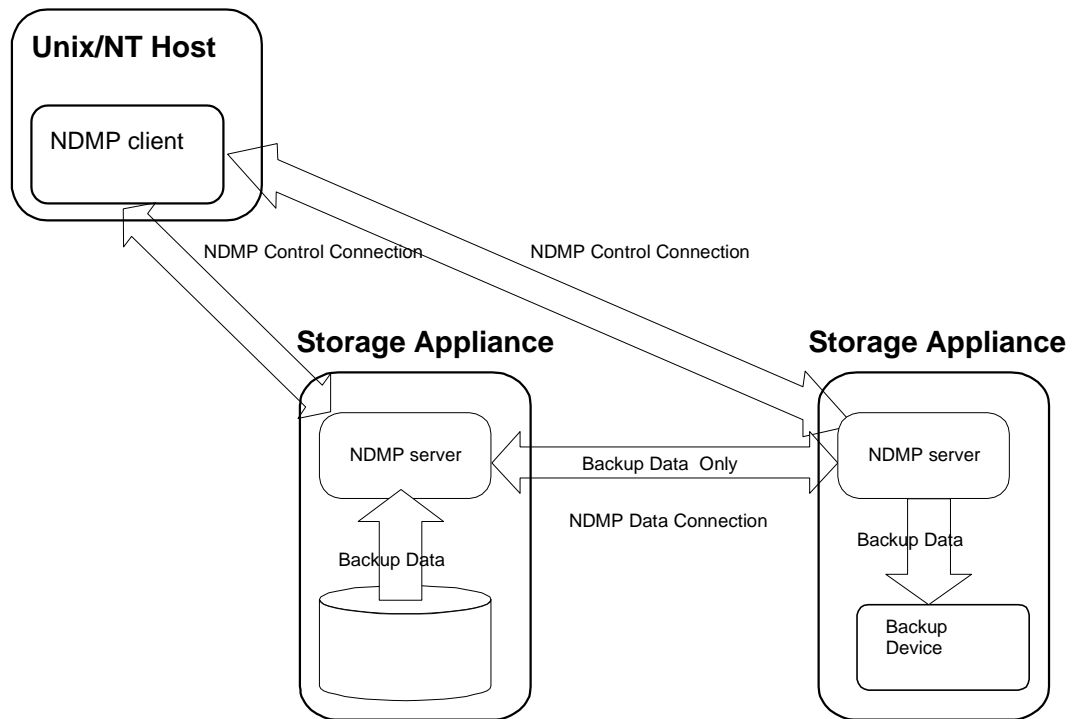 Unix/NT Host
NDMP client
NDMP Control Connection
NDMP Control Connection
Storage Appliance
Storage Appliance
NDMP server
Backup Data Only
NDMP server
NDMP Data Connection
Backup Data
Backup Data
Backup
Device